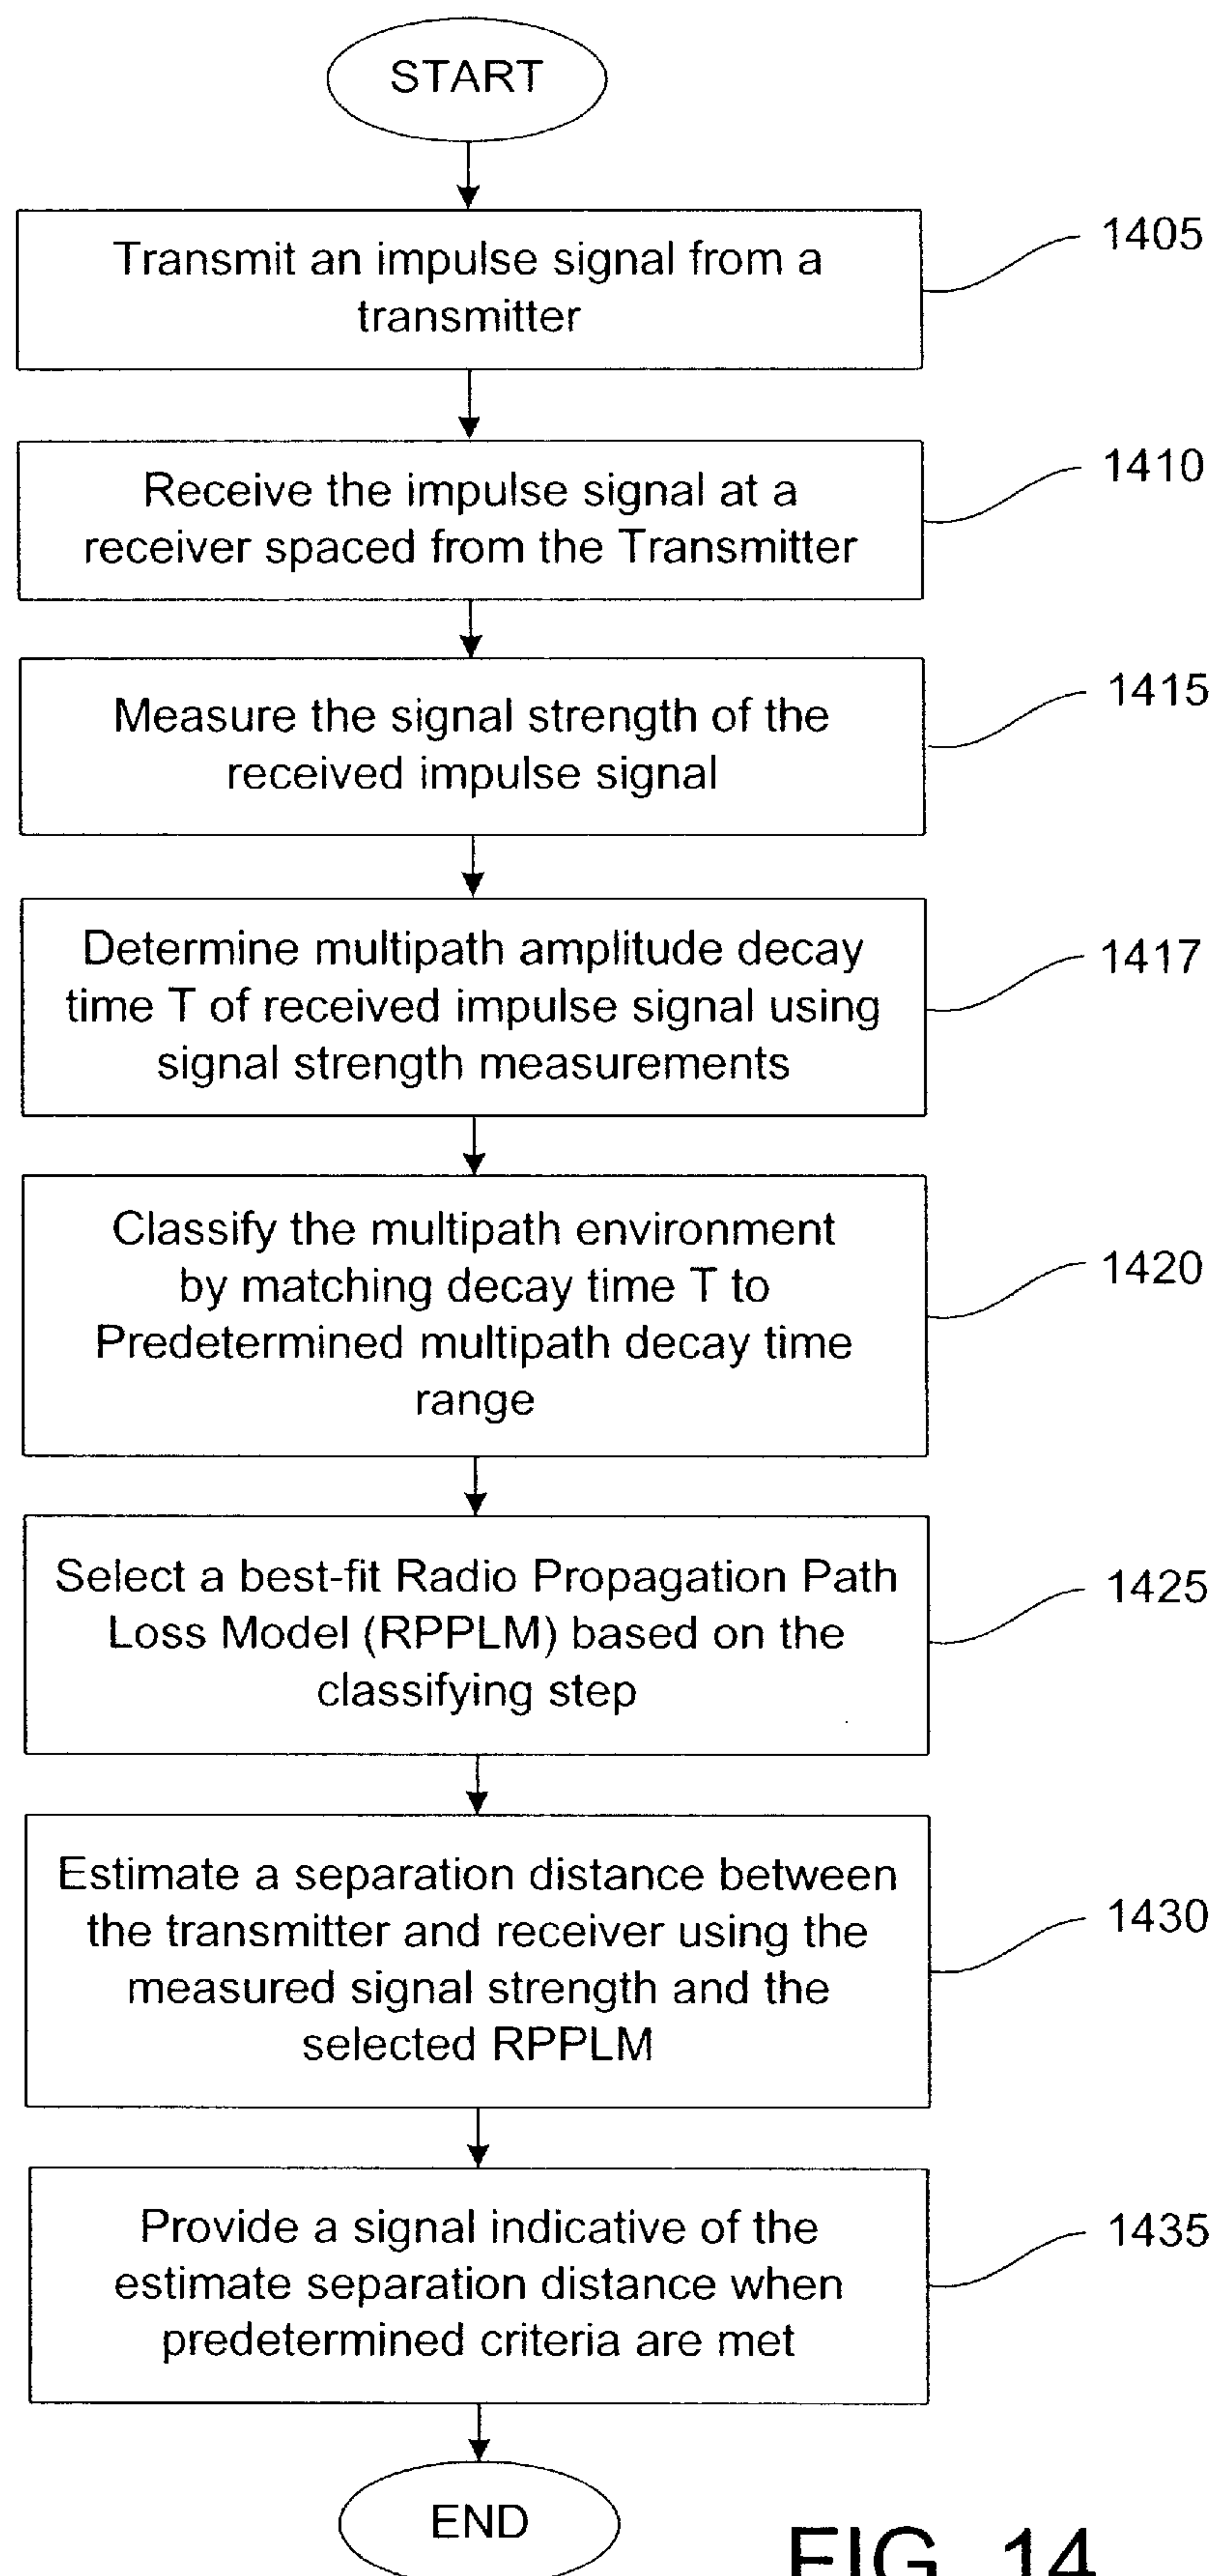 START
Transmit an impulse signal from a
transmitter
1405
Receive the impulse signal at a
receiver spaced from the Transmitter
1410
Measure the signal strength of the
received impulse signal
1415
Determine multipath amplitude decay
time T of received impulse signal using
signal strength measurements
1417
Classify the multipath environment
by matching decay time T to
Predetermined multipath decay time
range
1420
Select a best-fit Radio Propagation Path
Loss Model (RPPLM) based on the
classifying step
1425
Estimate a separation distance between
the transmitter and receiver using the
measured signal strength and the
selected RPPLM
1430
Provide a signal indicative of the
estimate separation distance when
predetermined criteria are met
1435
END
FIG. 14